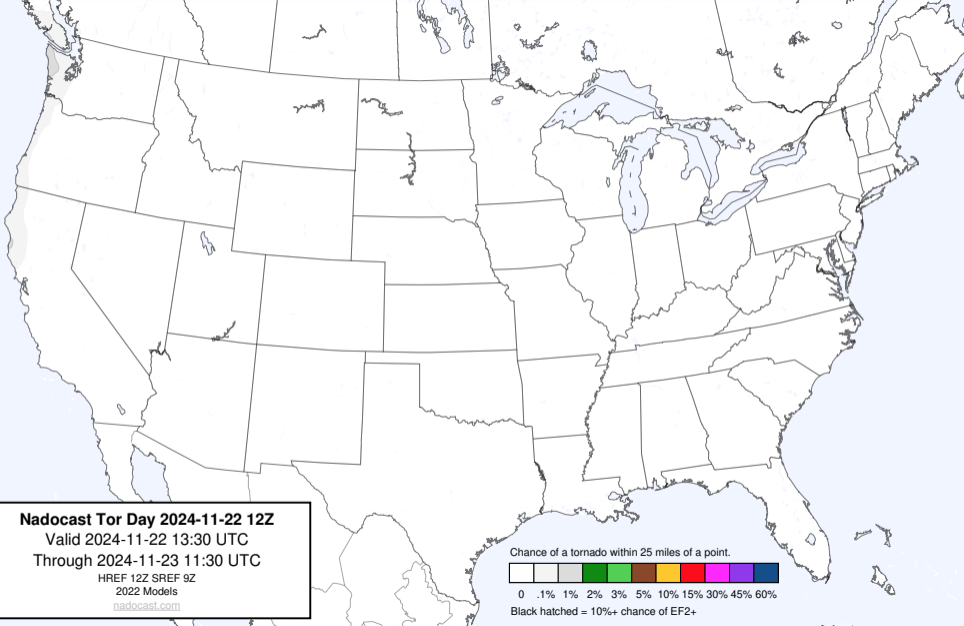 Nadocast Tor Day 2024-11-22 12Z
Valid 2024-11-22 13:30 UTC
Through 2024-11-23 11:30 UTC
HREF 12Z SREF 9Z
2022 Models
nadocast.com
Chance of a tornado within 25 miles of a point.
0 .1% 1% 2% 3% 5% 10% 15% 30% 45% 60%
Black hatched = 10%+ chance of EF2+